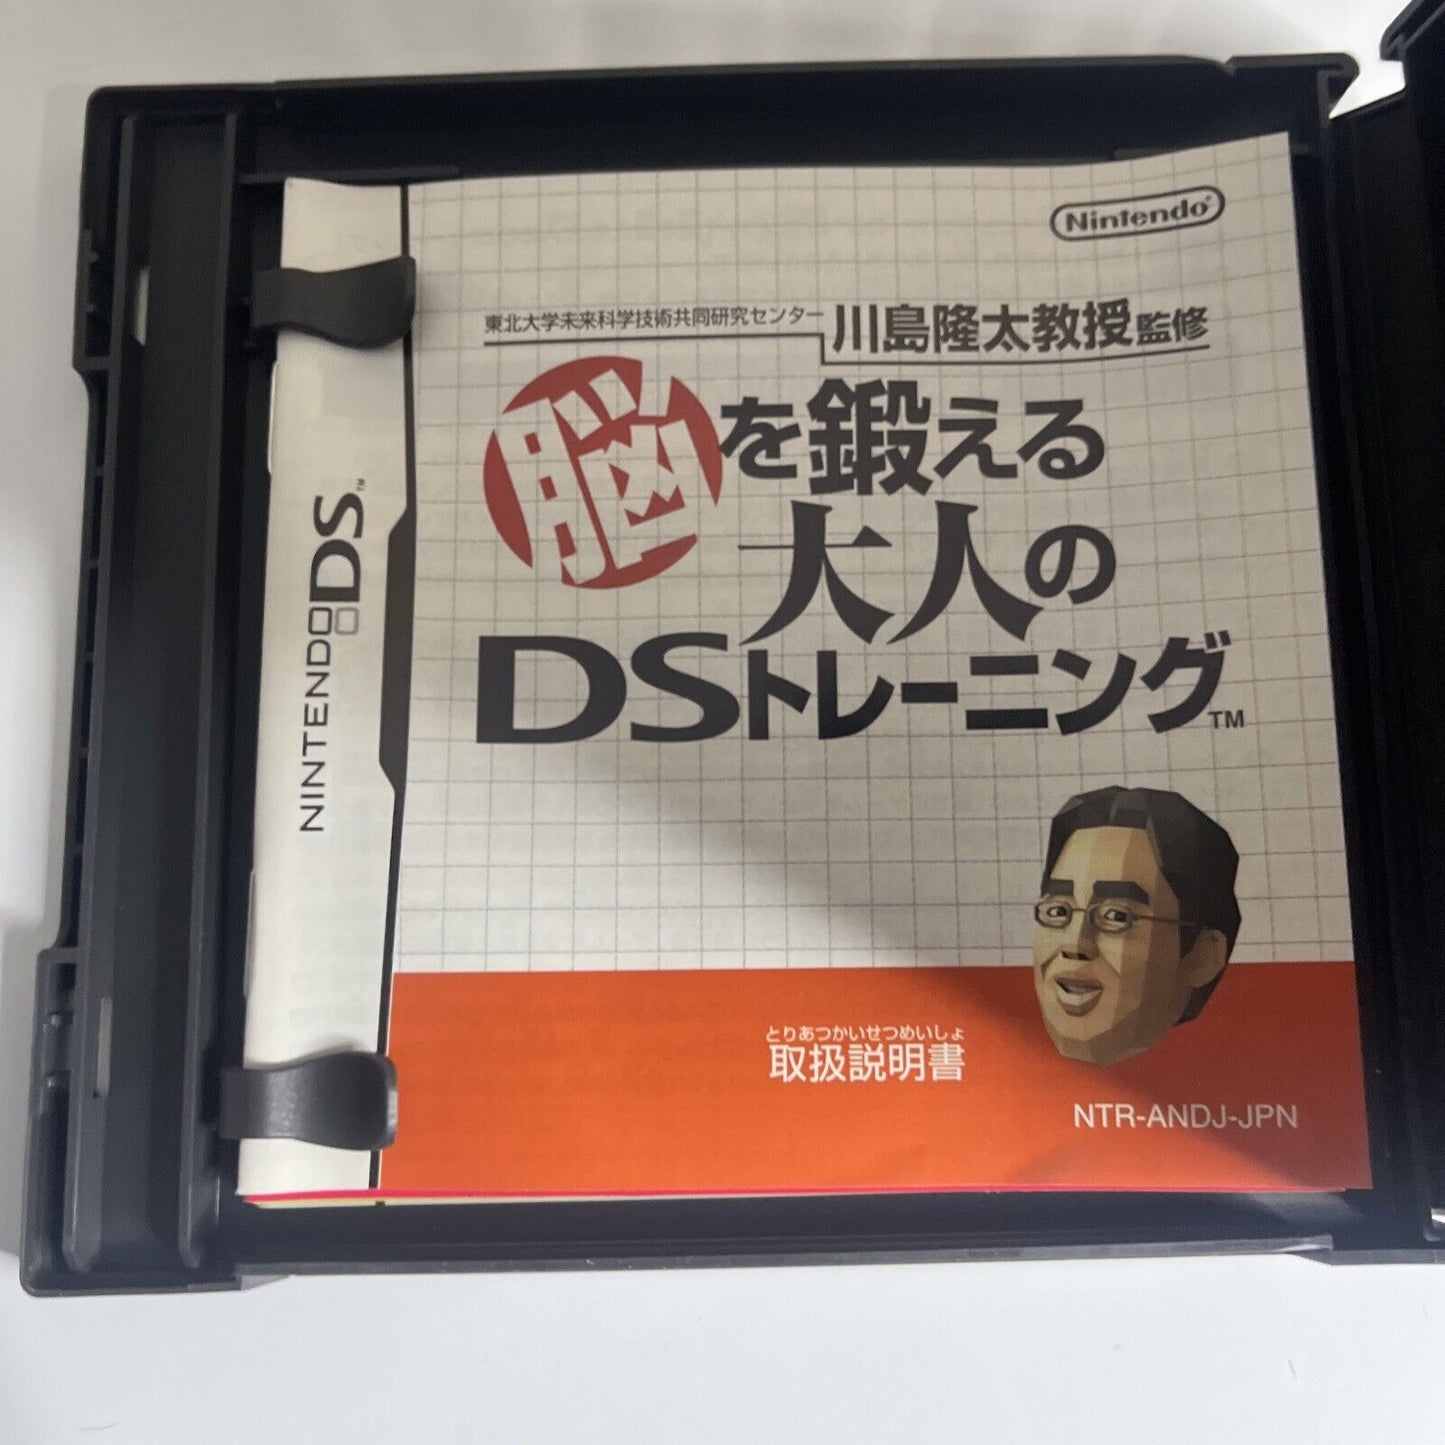 Nintendo®
東北大学未来科学技術共同研究センター 川島隆太教授監修
脳を鍛える
大人の
DSトレーニング™
NINTENDO DS™
とりあつかいせつめいしょ
取扱説明書
NTR-ANDJ-JPN